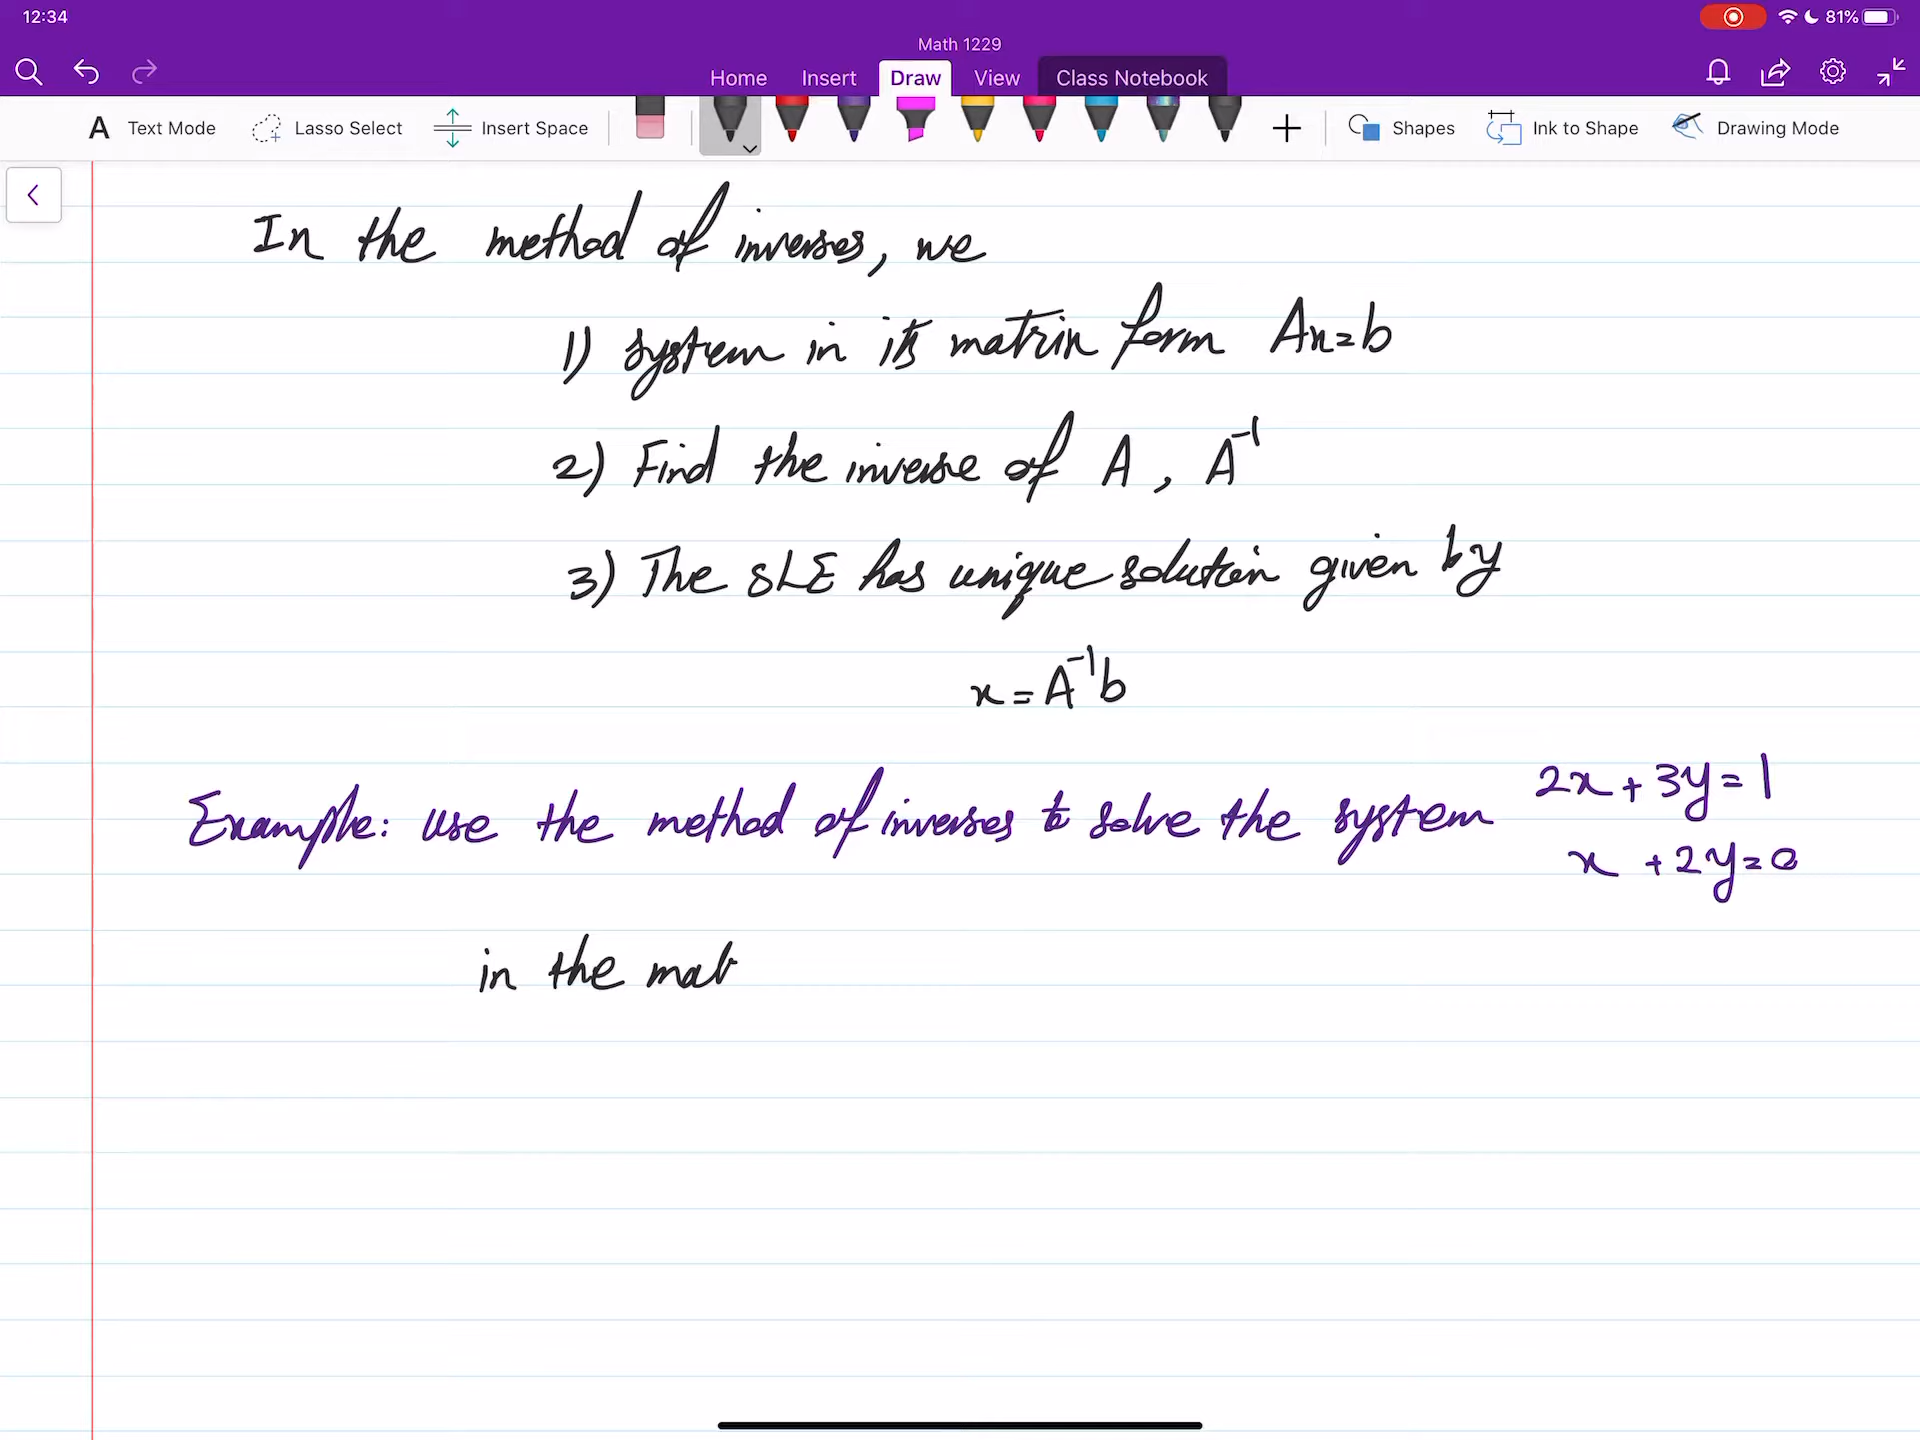 12:34
81%
Math 1229
Home Insert Draw View Class Notebook
A Text Mode Lasso Select Insert Space Shapes Ink to Shape Drawing Mode
In the method of inverses, we
1) system in its matrix form Ax=b
2) Find the inverse of A, A⁻¹
3) The SLE has unique solution given by
x = A⁻¹b
Example: use the method of inverses to solve the system
2x + 3y = 1
x + 2y = 0
in the mat